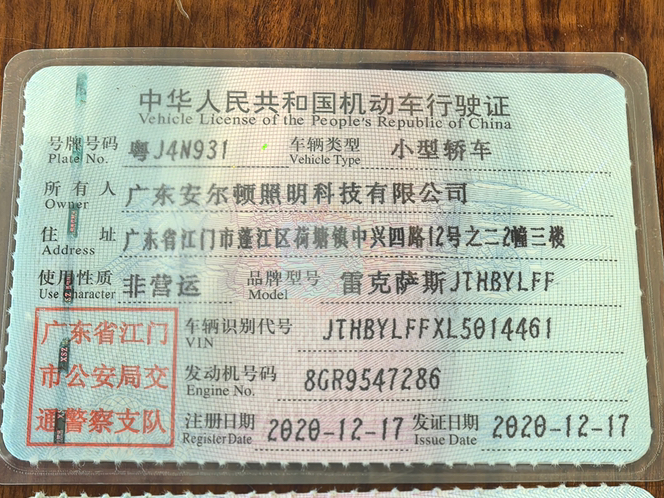 中华人民共和国机动车行驶证
Vehicle License of the People's Republic of China
号牌号码 粤J4N931 车辆类型 小型轿车
Plate No. Vehicle Type
所有人 广东安尔顿照明科技有限公司
Owner
住址 广东省江门市蓬江区荷塘镇中兴四路12号之二2幢三楼
Address
使用性质 非营运 品牌型号 雷克萨斯JTHBYLFF
Use Character Model
广东省江门
市公安局交
通警察支队
车辆识别代号 JTHBYLFFXL5014461
VIN
发动机号码 8GR9547286
Engine No.
注册日期 2020-12-17 发证日期 2020-12-17
Register Date Issue Date